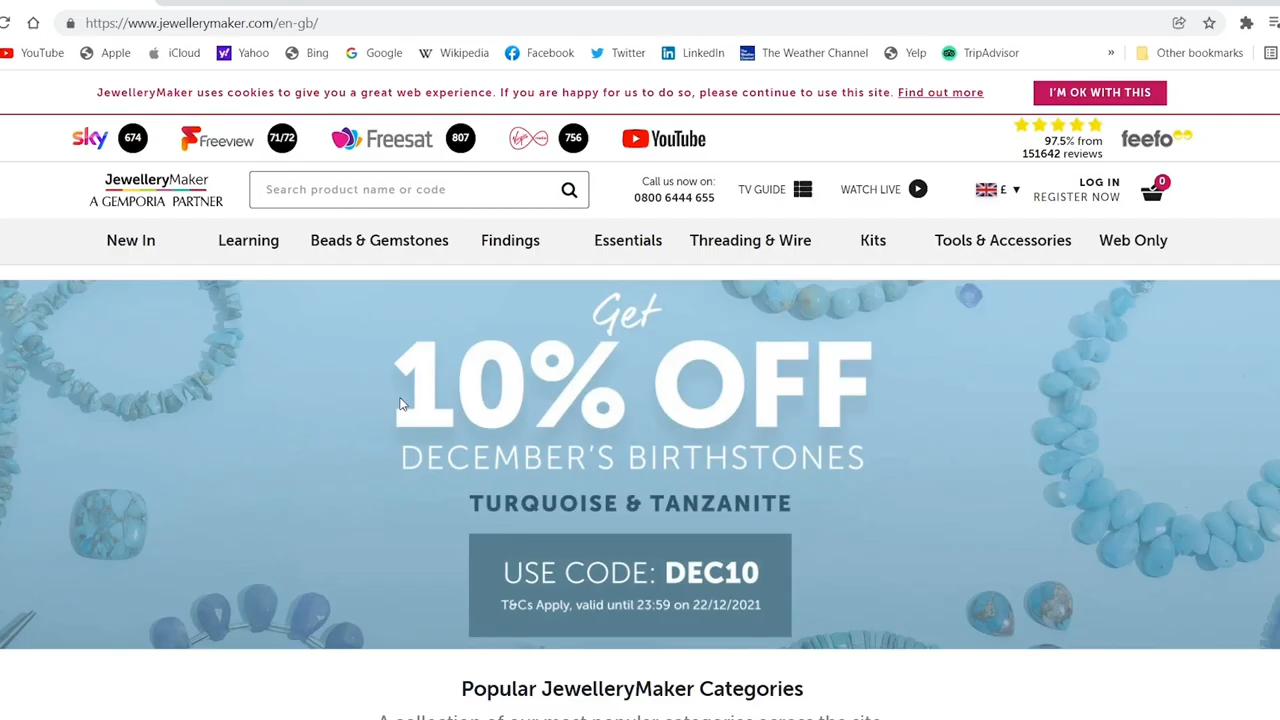 https://www.jewellerymaker.com/en-gb/
YouTube Apple iCloud Yahoo Bing Google Wikipedia Facebook Twitter LinkedIn The Weather Channel Yelp TripAdvisor » Other bookmarks
JewelleryMaker uses cookies to give you a great web experience. If you are happy for us to do so, please continue to use this site. Find out more
I'M OK WITH THIS
sky 674 Freeview 71/72 Freesat 807 Virgin media 756 YouTube
97.5% from
151642 reviews
feefo
JewelleryMaker
A GEMPORIA PARTNER
Search product name or code
Call us now on:
0800 6444 655
TV GUIDE
WATCH LIVE
£
LOG IN
REGISTER NOW
0
New In Learning Beads & Gemstones Findings Essentials Threading & Wire Kits Tools & Accessories Web Only
Get
10% OFF
DECEMBER'S BIRTHSTONES
TURQUOISE & TANZANITE
USE CODE: DEC10
T&Cs Apply, valid until 23:59 on 22/12/2021
Popular JewelleryMaker Categories
A collection of our most popular categories across the site